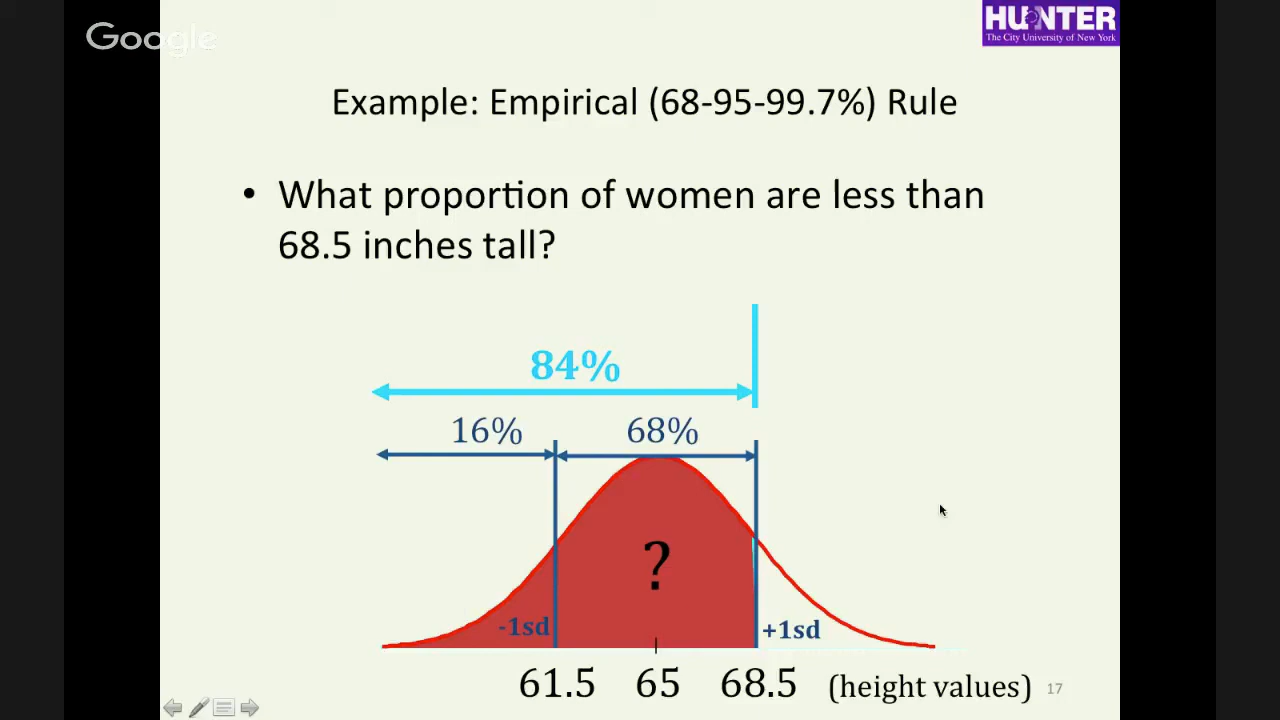 Google
HUNTER
The City University of New York
Example: Empirical (68-95-99.7%) Rule
• What proportion of women are less than
68.5 inches tall?
84%
16% 68%
?
-1sd +1sd
61.5 65 68.5 (height values) 17